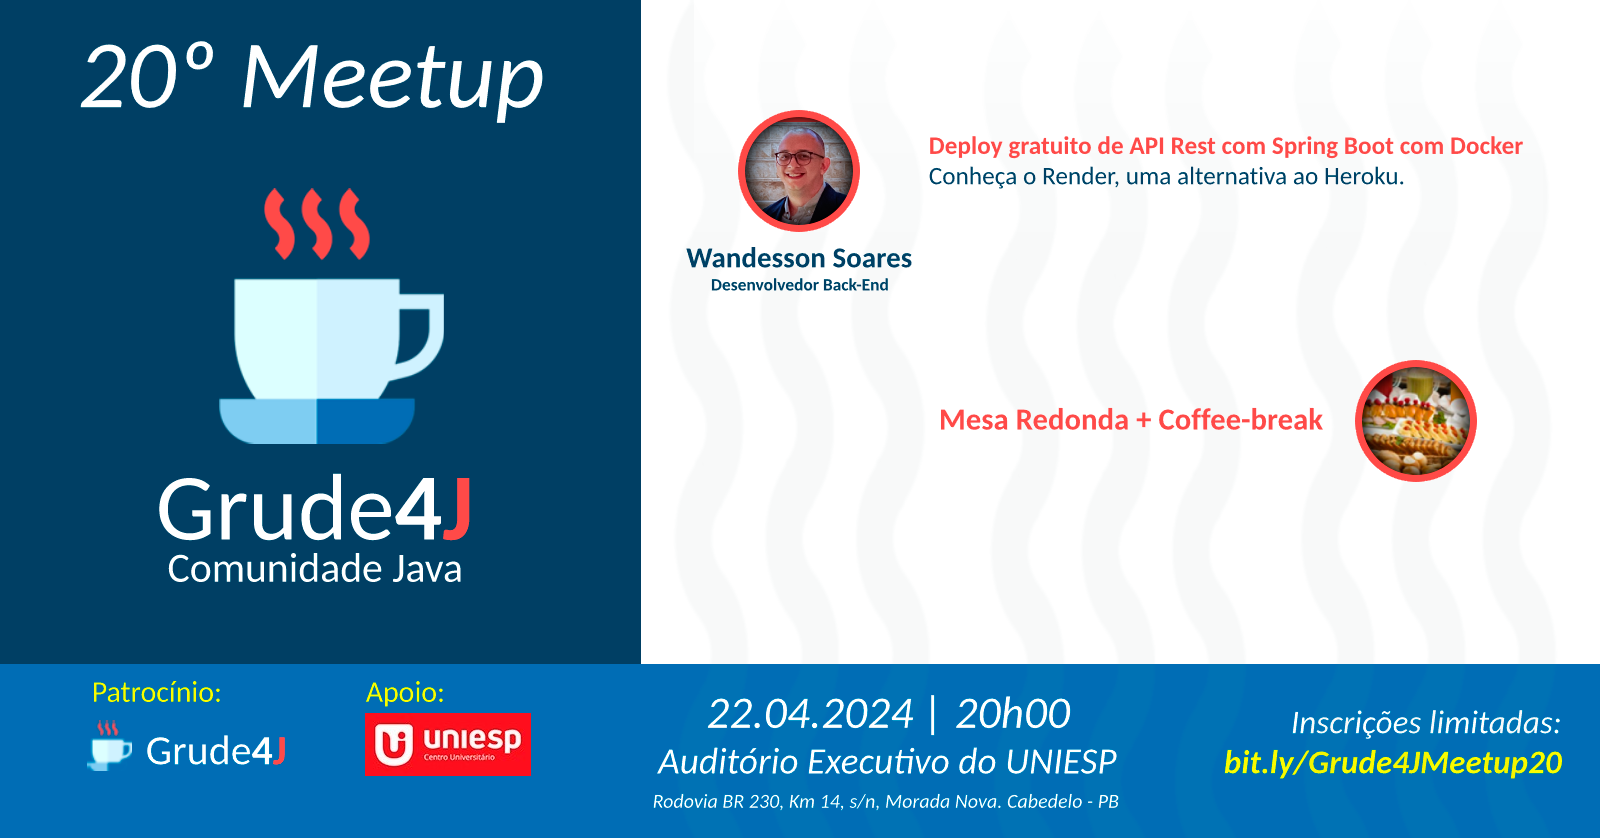 20º Meetup
Grude4J
Comunidade Java
Deploy gratuito de API Rest com Spring Boot com Docker
Conheça o Render, uma alternativa ao Heroku.
Wandesson Soares
Desenvolvedor Back-End
Mesa Redonda + Coffee-break
Patrocínio:
Grude4J
Apoio:
uniesp
Centro Universitário
22.04.2024 | 20h00
Auditório Executivo do UNIESP
Rodovia BR 230, Km 14, s/n, Morada Nova. Cabedelo - PB
Inscrições limitadas:
bit.ly/Grude4JMeetup20